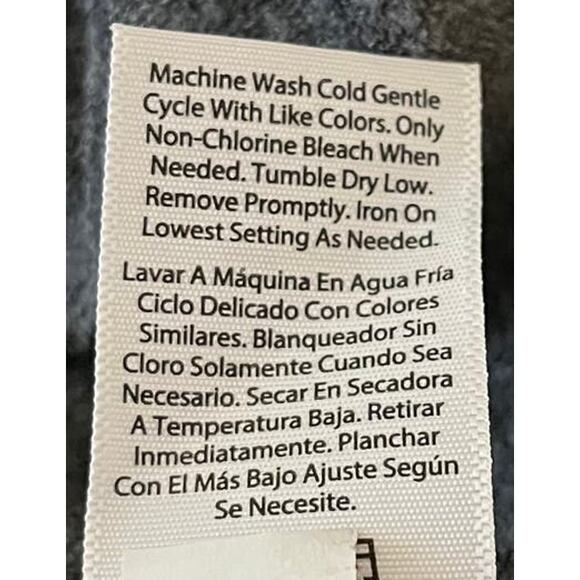 Machine Wash Cold Gentle
Cycle With Like Colors. Only
Non-Chlorine Bleach When
Needed. Tumble Dry Low.
Remove Promptly. Iron On
Lowest Setting As Needed.
Lavar A Máquina En Agua Fría
Ciclo Delicado Con Colores
Similares. Blanqueador Sin
Cloro Solamente Cuando Sea
Necesario. Secar En Secadora
A Temperatura Baja. Retirar
Inmediatamente. Planchar
Con El Más Bajo Ajuste Según
Se Necesite.